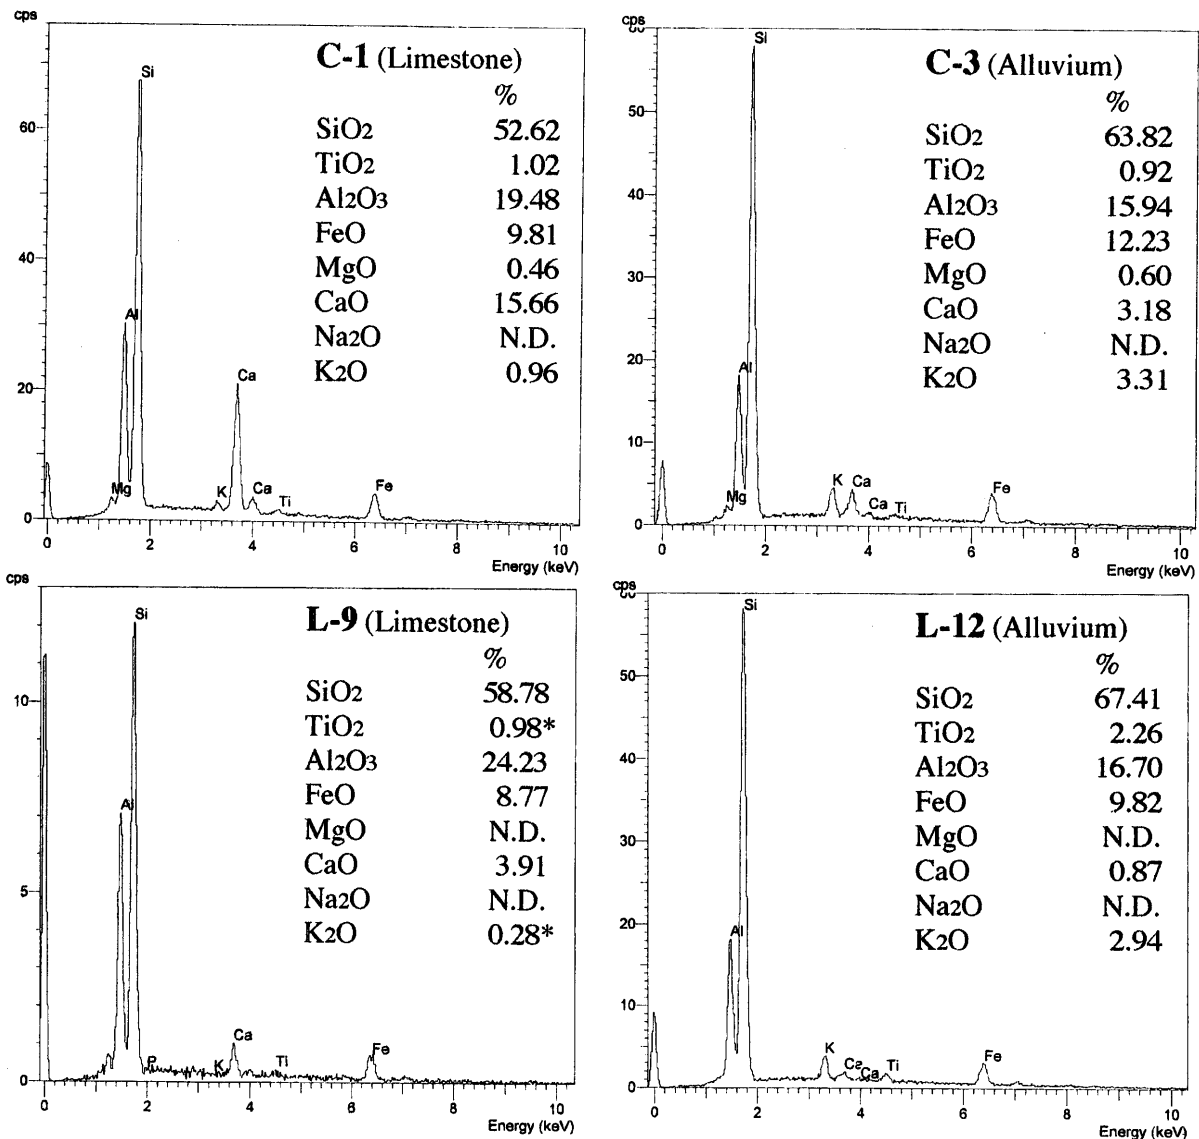 cps
C-1 (Limestone)
%
SiO2 52.62
TiO2 1.02
Al2O3 19.48
FeO 9.81
MgO 0.46
CaO 15.66
Na2O N.D.
K2O 0.96
Si
Al
Mg
K
Ca
Ca
Ti
Fe
60
40
20
0
0 2 4 6 8 10
Energy (keV)
cps
C-3 (Alluvium)
%
SiO2 63.82
TiO2 0.92
Al2O3 15.94
FeO 12.23
MgO 0.60
CaO 3.18
Na2O N.D.
K2O 3.31
Si
Al
Mg
K
Ca
Ca
Ti
Fe
60
50
40
30
20
10
0
0 2 4 6 8 10
Energy (keV)
cps
L-9 (Limestone)
%
SiO2 58.78
TiO2 0.98*
Al2O3 24.23
FeO 8.77
MgO N.D.
CaO 3.91
Na2O N.D.
K2O 0.28*
Si
Al
P
K
Ca
Ti
Fe
10
5
0
0 2 4 6 8 10
Energy (keV)
cps
L-12 (Alluvium)
%
SiO2 67.41
TiO2 2.26
Al2O3 16.70
FeO 9.82
MgO N.D.
CaO 0.87
Na2O N.D.
K2O 2.94
Si
Al
K
Ca
Ca
Ti
Fe
60
50
40
30
20
10
0
0 2 4 6 8 10
Energy (keV)